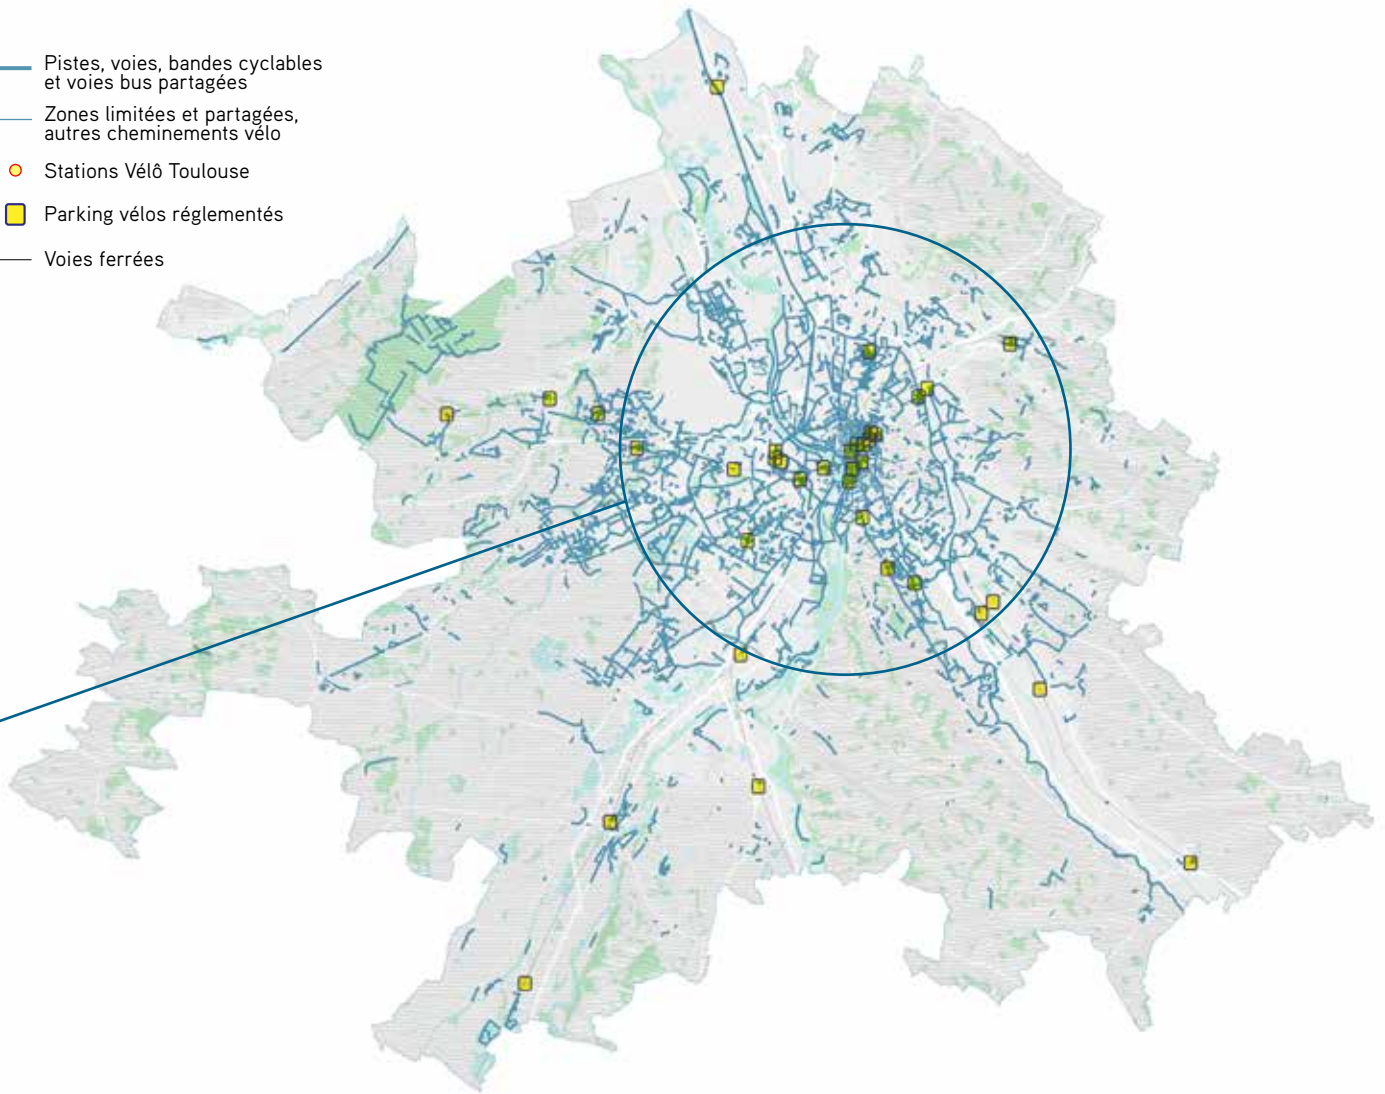 Pistes, voies, bandes cyclables
et voies bus partagées
Zones limitées et partagées,
autres cheminements vélo
Stations Vélô Toulouse
Parking vélos réglementés
Voies ferrées